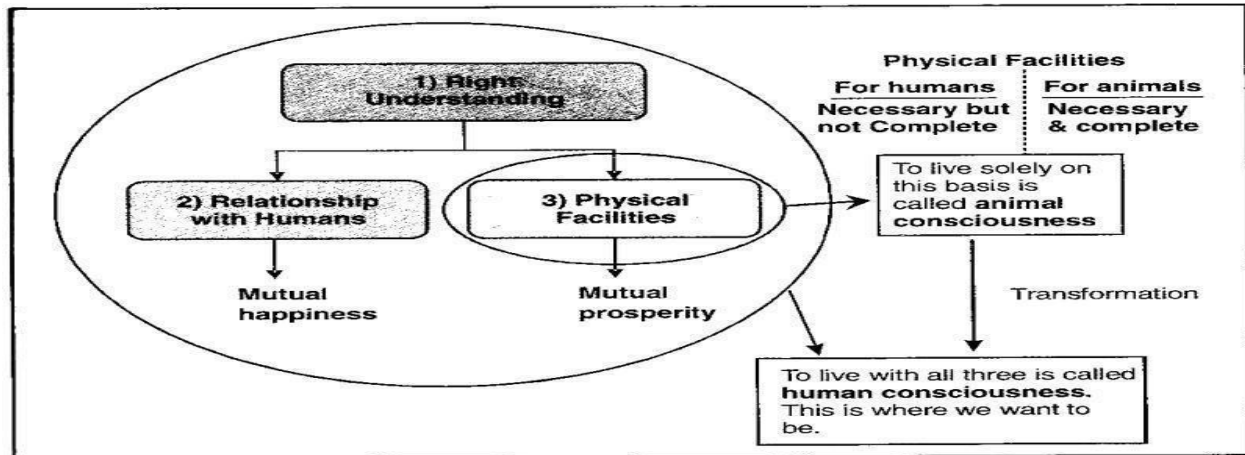 1) Right
Understanding
2) Relationship
with Humans
3) Physical
Facilities
Mutual
happiness
Mutual
prosperity
Physical Facilities
For humans
Necessary but
not Complete
For animals
Necessary
& complete
To live solely on
this basis is
called animal
consciousness
Transformation
To live with all three is called
human consciousness.
This is where we want to
be.